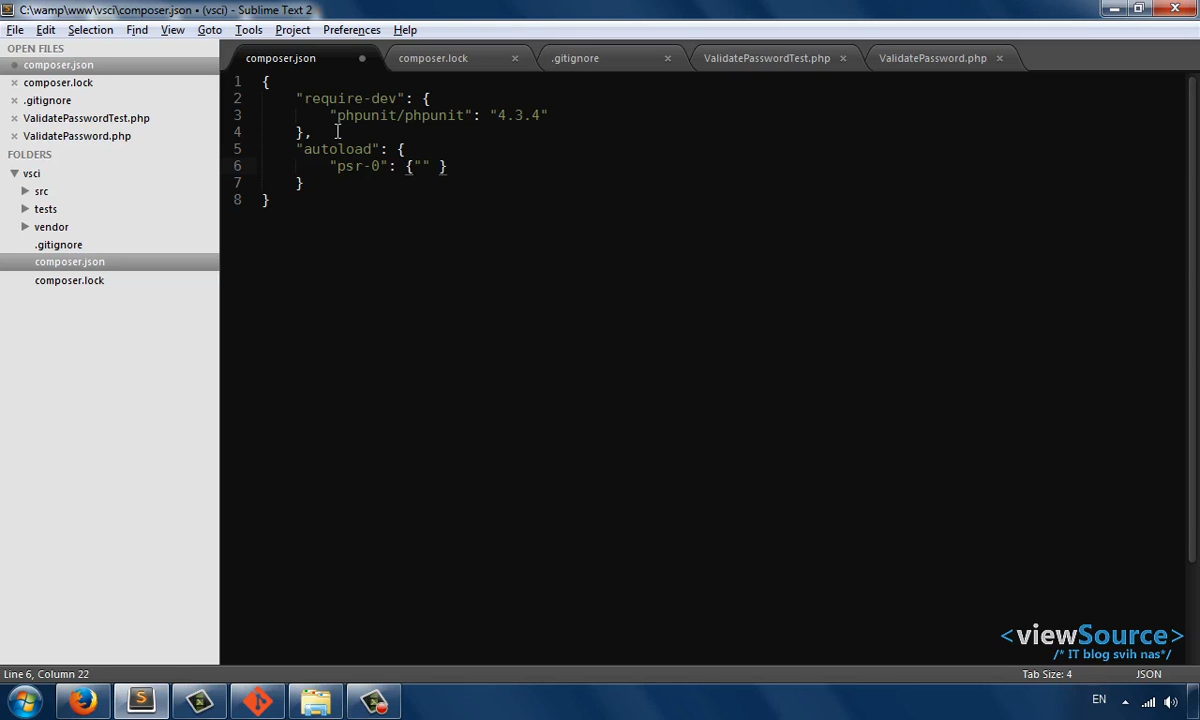 C:\wamp\www\vsci\composer.json • (vsci) - Sublime Text 2
File Edit Selection Find View Goto Tools Project Preferences Help
OPEN FILES
composer.json
composer.lock
.gitignore
ValidatePasswordTest.php
ValidatePassword.php
FOLDERS
vsci
src
tests
vendor
.gitignore
composer.json
composer.lock
composer.json composer.lock .gitignore ValidatePasswordTest.php ValidatePassword.php
1 {
2 "require-dev": {
3 "phpunit/phpunit": "4.3.4"
4 },
5 "autoload": {
6 "psr-0": {"" }
7 }
8 }
<viewSource>
/* IT blog svih nas*/
Line 6, Column 22 Tab Size: 4 JSON
EN